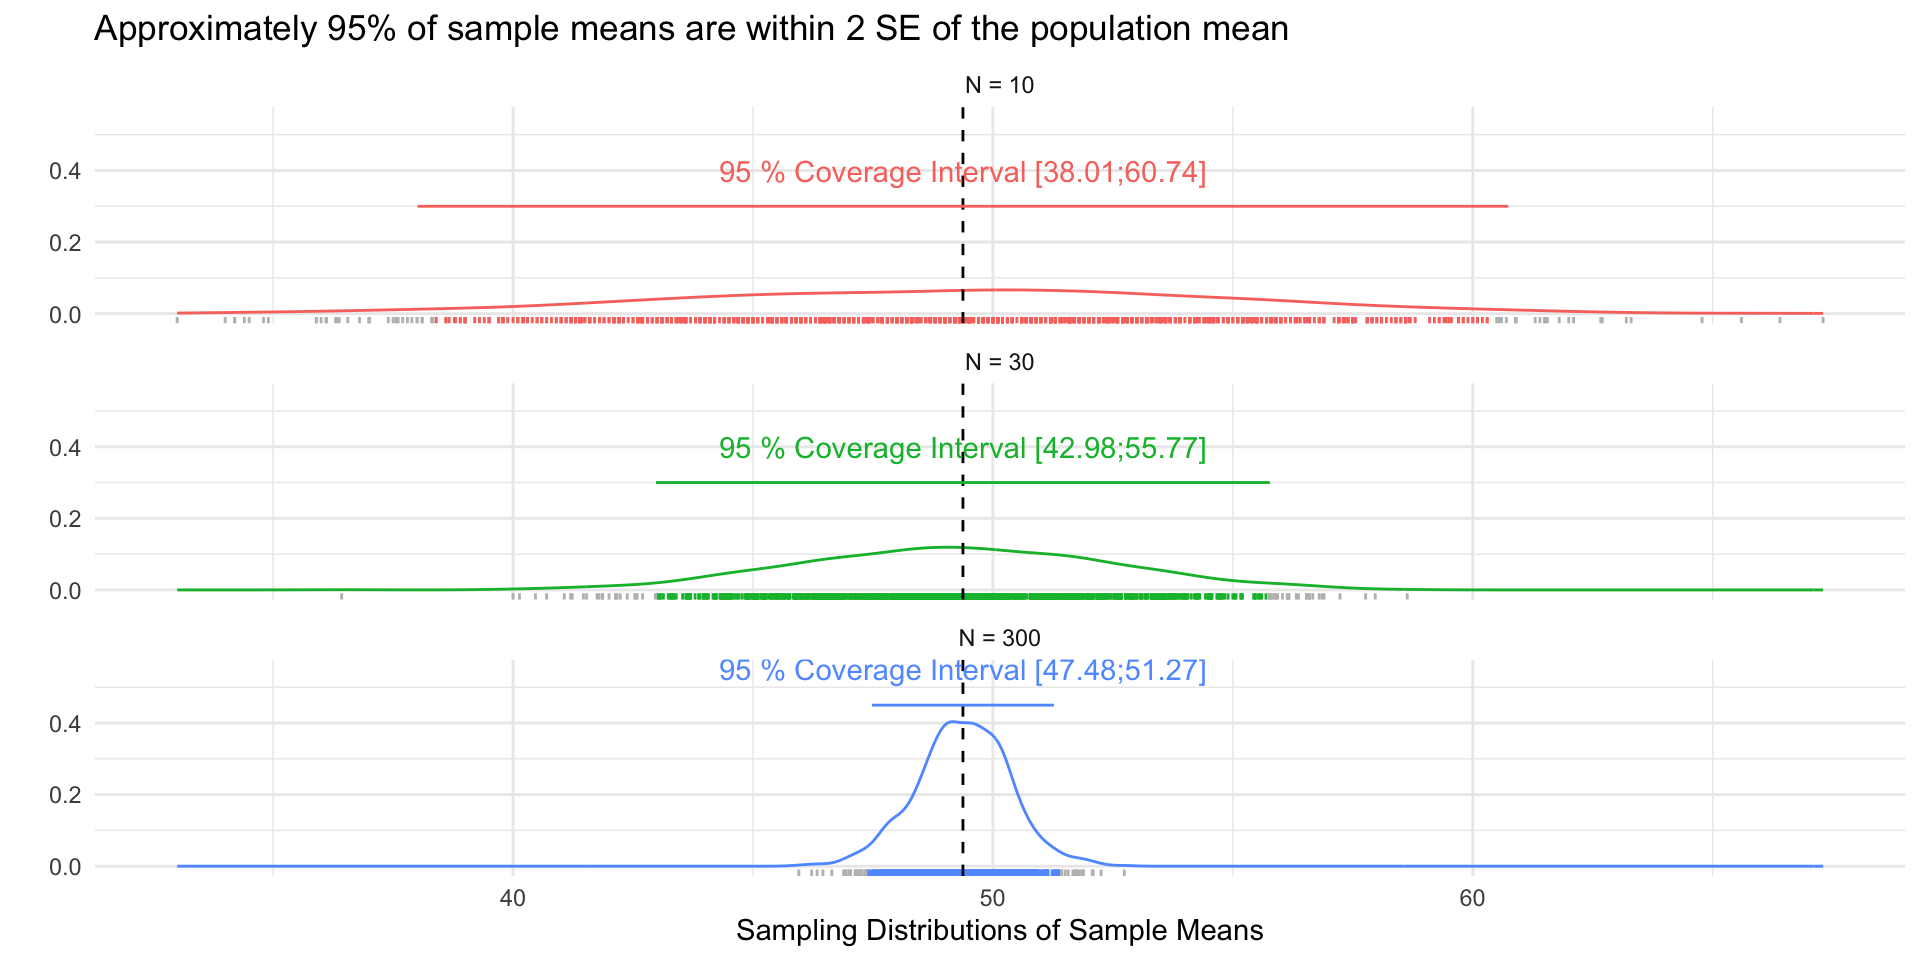 Approximately 95% of sample means are within 2 SE of the population mean
N = 10
0.4
95 % Coverage Interval [38.01;60.74]
0.2
0.0
N = 30
0.4
95 % Coverage Interval [42.98;55.77]
0.2
0.0
N = 300
95 % Coverage Interval [47.48;51.27]
0.4
0.2
0.0
40 50 60
Sampling Distributions of Sample Means